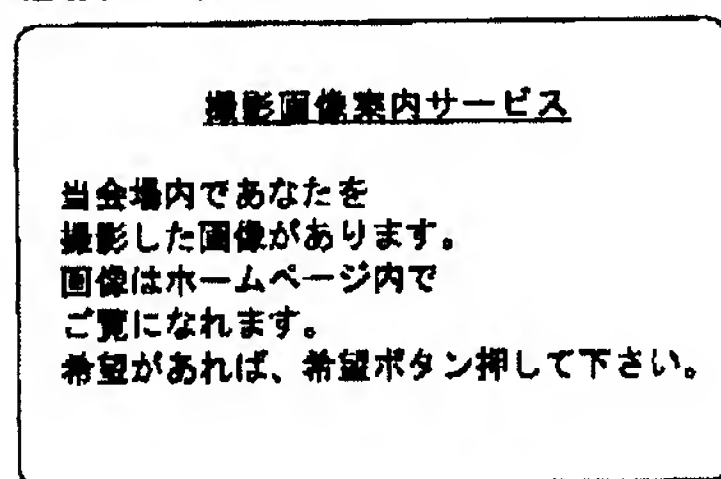 撮影画像案内サービス
当会場内であなたを
撮影した画像があります。
画像はホームページ内で
ご覧になれます。
希望があれば、希望ボタン押して下さい。